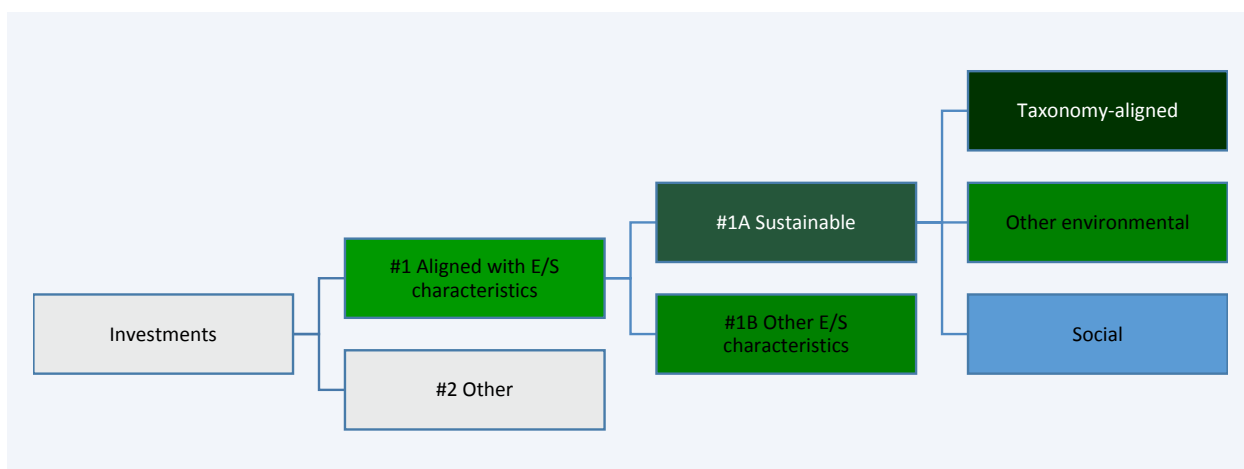 Investments
#1 Aligned with E/S
characteristics
#2 Other
#1A Sustainable
#1B Other E/S
characteristics
Taxonomy-aligned
Other environmental
Social